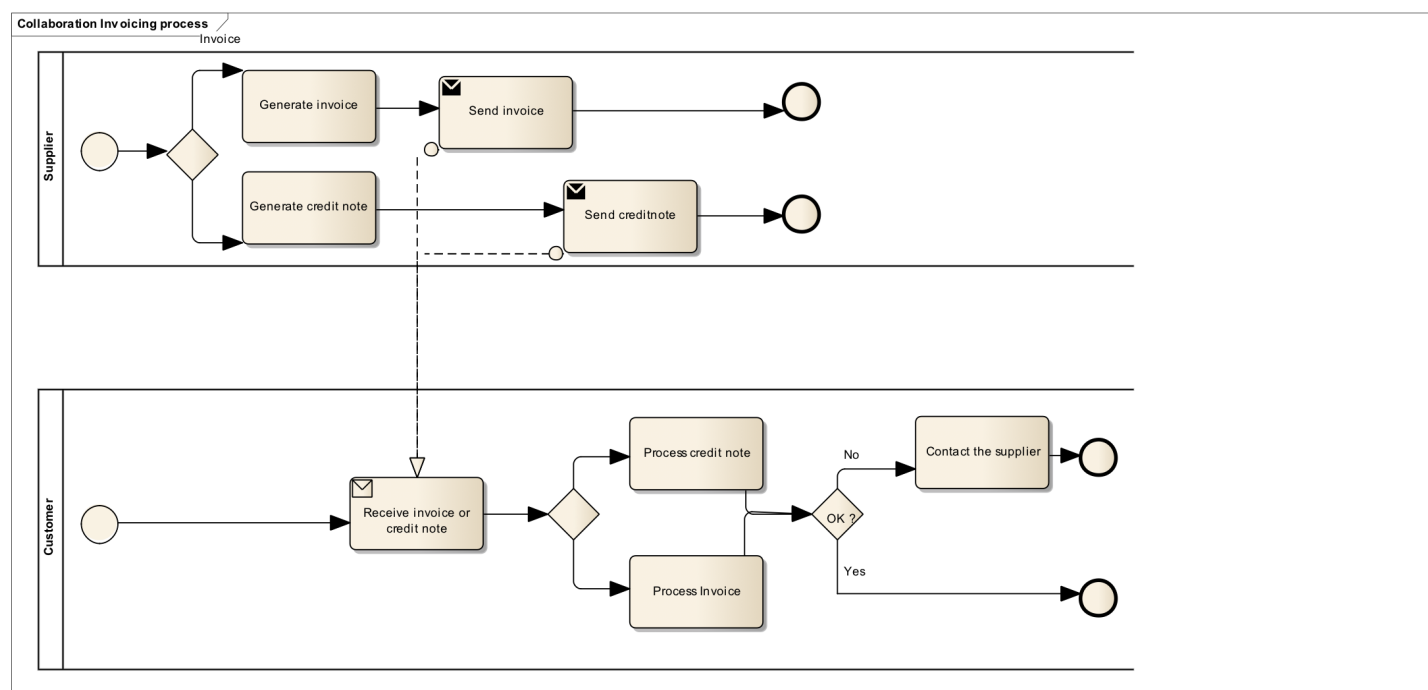 Collaboration Invoicing process
Invoice
Supplier
Generate invoice
Send invoice
Generate credit note
Send creditnote
Customer
Receive invoice or
credit note
Process credit note
Process Invoice
OK ?
No
Yes
Contact the supplier